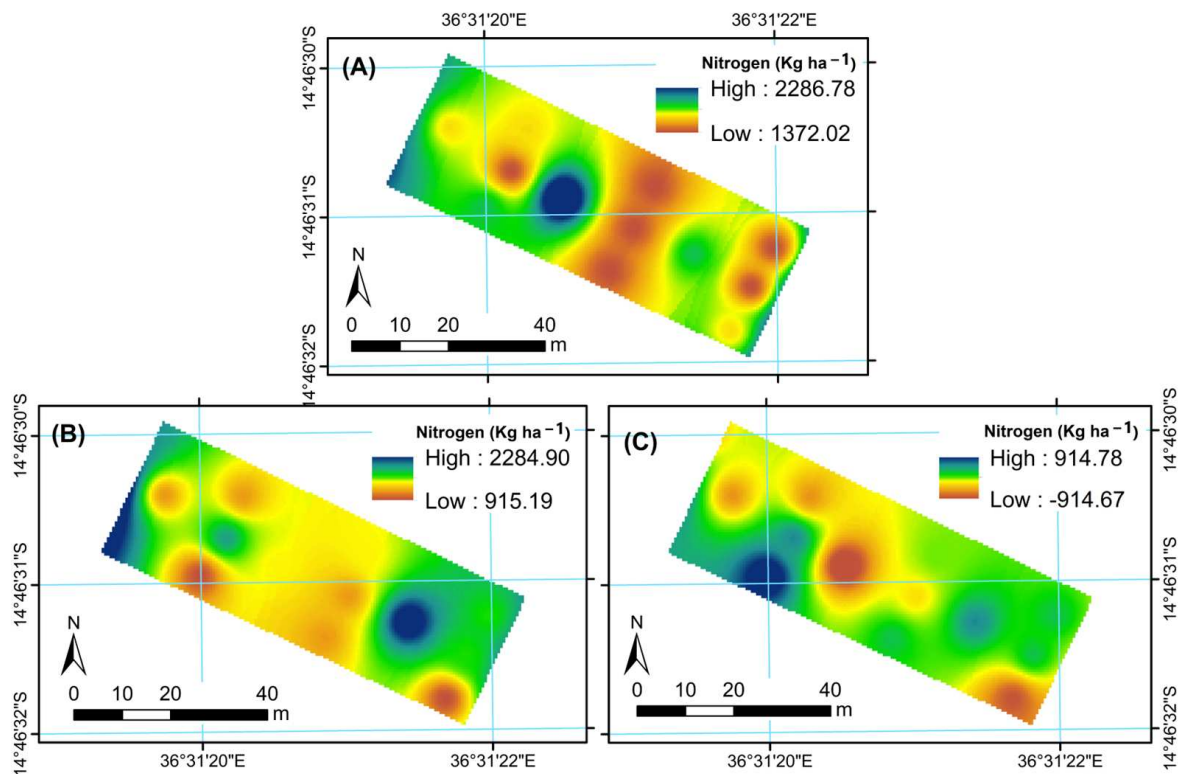 36°31'20"E 36°31'22"E
(A)
Nitrogen (Kg ha⁻¹)
High : 2286.78
Low : 1372.02
14°46'30"S
14°46'31"S
14°46'32"S
N
0 10 20 40
m
(B)
Nitrogen (Kg ha⁻¹)
High : 2284.90
Low : 915.19
14°46'30"S
14°46'31"S
14°46'32"S
N
0 10 20 40
m
36°31'20"E 36°31'22"E
(C)
Nitrogen (Kg ha⁻¹)
High : 914.78
Low : -914.67
14°46'30"S
14°46'31"S
14°46'32"S
N
0 10 20 40
m
36°31'20"E 36°31'22"E